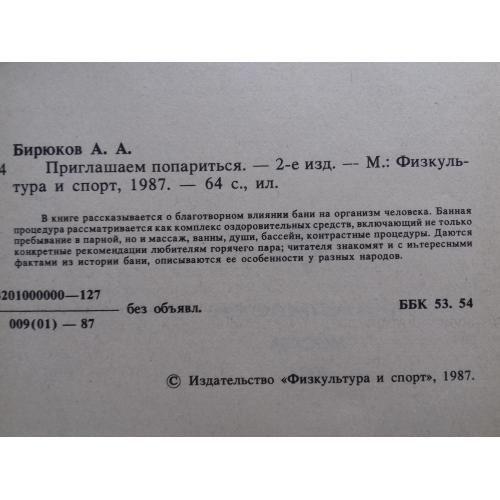 Бирюков А. А.
4 Приглашаем попариться. — 2-е изд. — М.: Физкуль-
тура и спорт, 1987. — 64 с., ил.
В книге рассказывается о благотворном влиянии бани на организм человека. Банная
процедура рассматривается как комплекс оздоровительных средств, включающий не только
пребывание в парной, но и массаж, ванны, души, бассейн, контрастные процедуры. Даются
конкретные рекомендации любителям горячего пара; читателя знакомят и с интересными
фактами из истории бани, описываются ее особенности у разных народов.
4201000000—127
без объявл. ББК 53. 54
009(01) — 87
© Издательство «Физкультура и спорт», 1987.